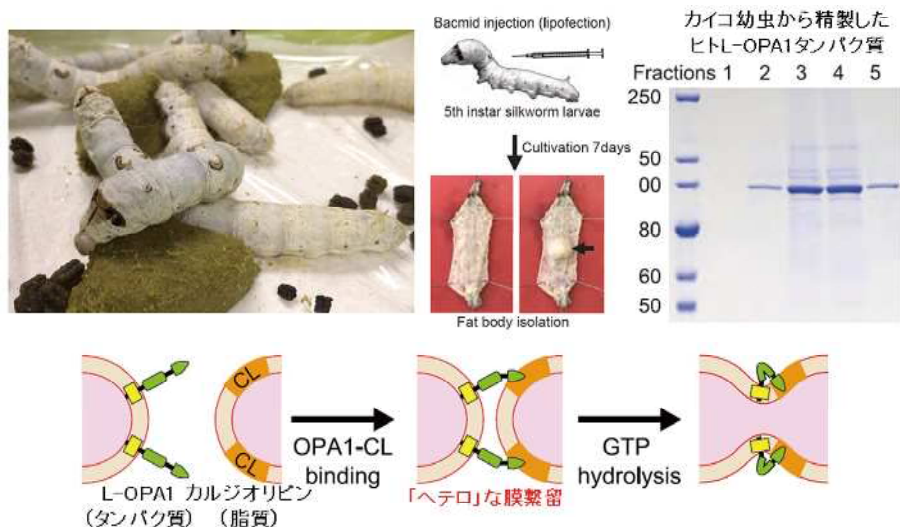 Bacmid injection (lipofection)
5th instar silkworm larvae
Cultivation 7days
Fat body isolation
カイコ幼虫から精製した
ヒトL-OPA1タンパク質
Fractions 1 2 3 4 5
250
50
00
80
60
50
CL
CL
L-OPA1 カルジオリピン
(タンパク質) (脂質)
OPA1-CL
binding
「ヘテロ」な膜繋留
GTP
hydrolysis